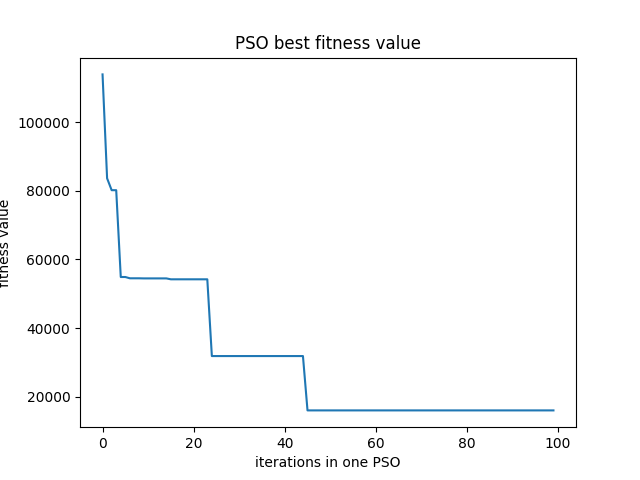 PSO best fitness value
100000
80000
60000
40000
20000
fitness value
0 20 40 60 80 100
iterations in one PSO